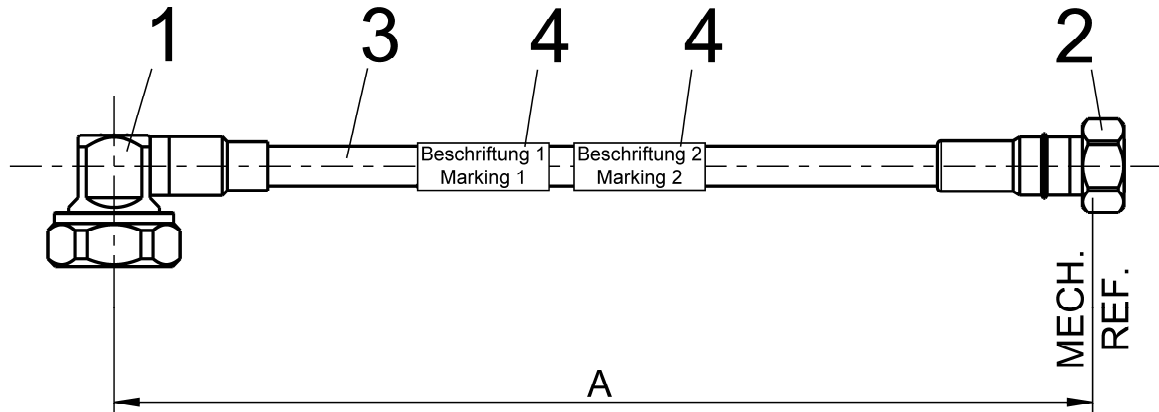 1 3 4 4 2
Beschriftung 1 Beschriftung 2
Marking 1 Marking 2
MECH.
REF.
A